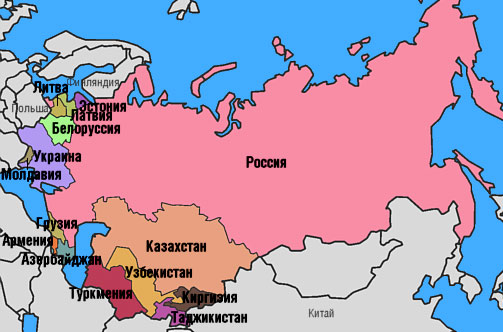 Финляндия
Литва
Эстония
Польша
Латвия
Белоруссия
Украина
Россия
Молдавия
Грузия
Армения
Казахстан
Азербайджан
Узбекистан
Туркмения
Киргизия
Китай
Таджикистан